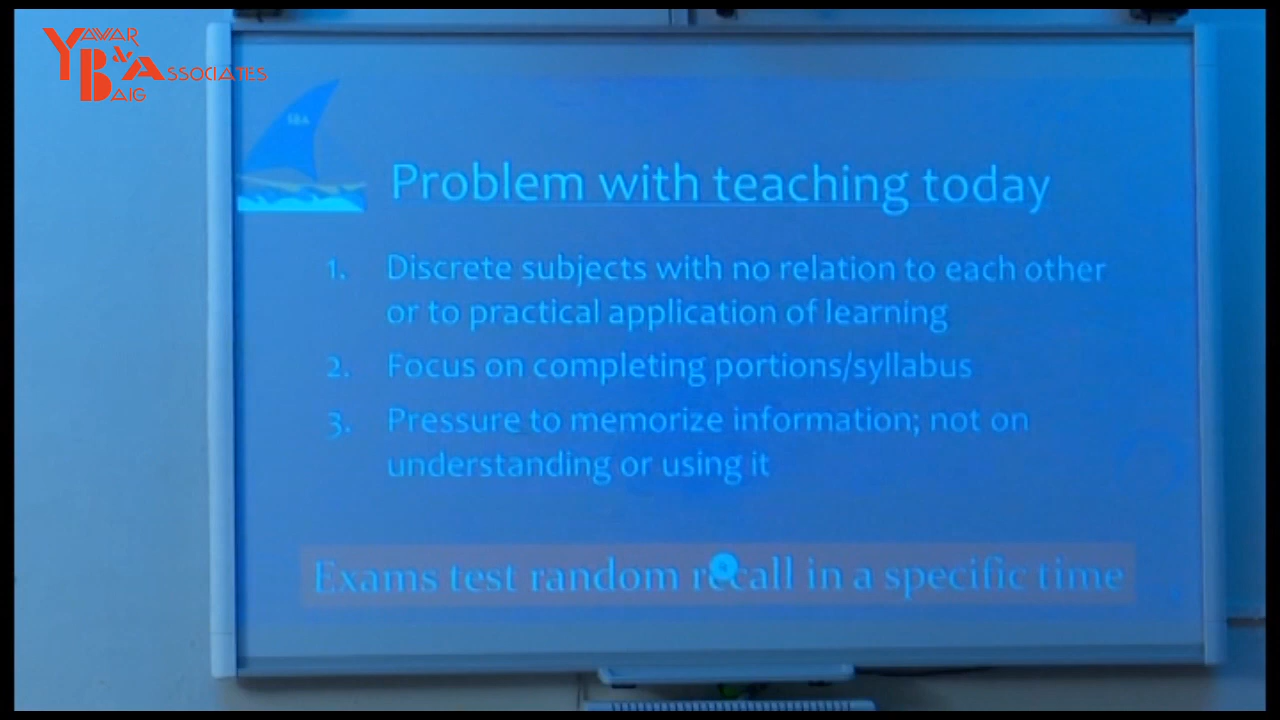 YAWAR
BAIG
& ASSOCIATES
Problem with teaching today
1. Discrete subjects with no relation to each other
or to practical application of learning
2. Focus on completing portions/syllabus
3. Pressure to memorize information; not on
understanding or using it
Exams test random recall in a specific time